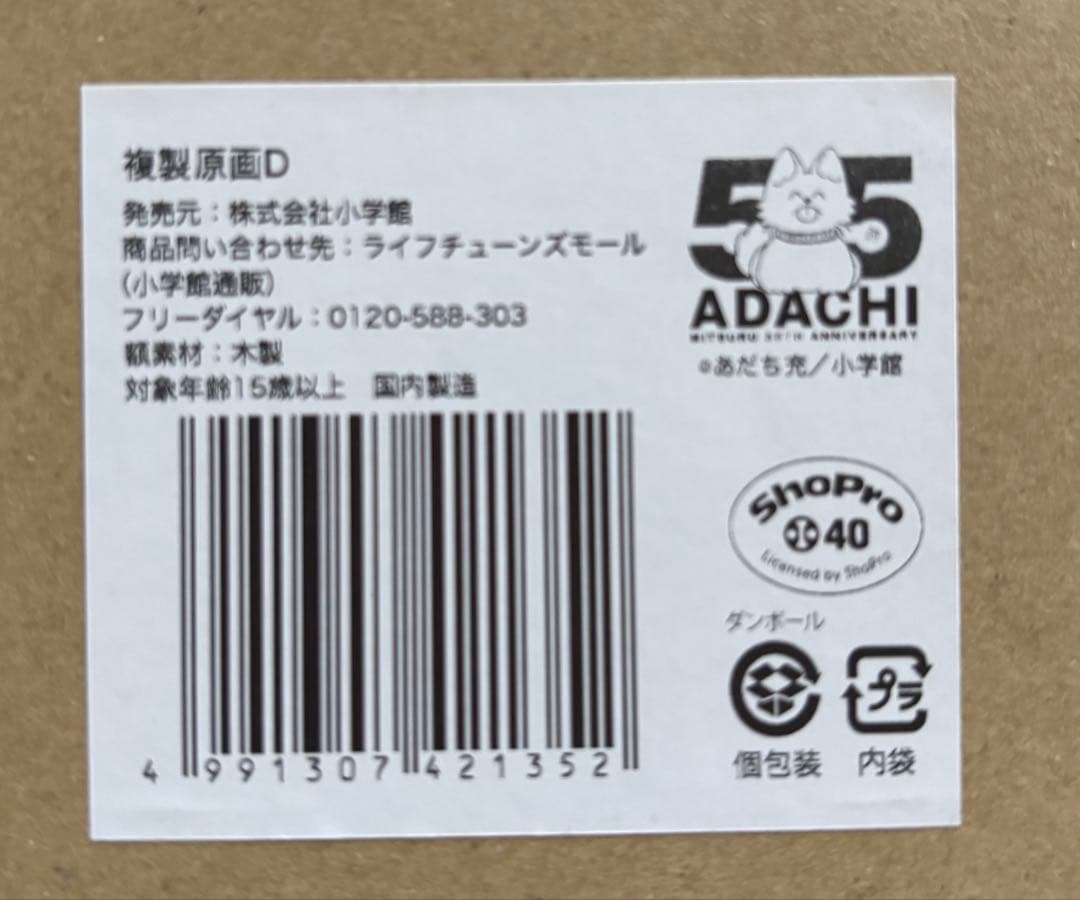 複製原画D
発売元：株式会社小学館
商品問い合わせ先：ライフチューンズモール
(小学館通販)
フリーダイヤル：0120-588-303
額素材：木製
対象年齢15歳以上　国内製造
4 991307 421352
55
ADACHI
MITSURU 55TH ANNIVERSARY
©あだち充／小学館
ShoPro
40
Licensed by ShoPro
ダンボール
プラ
個包装　内袋